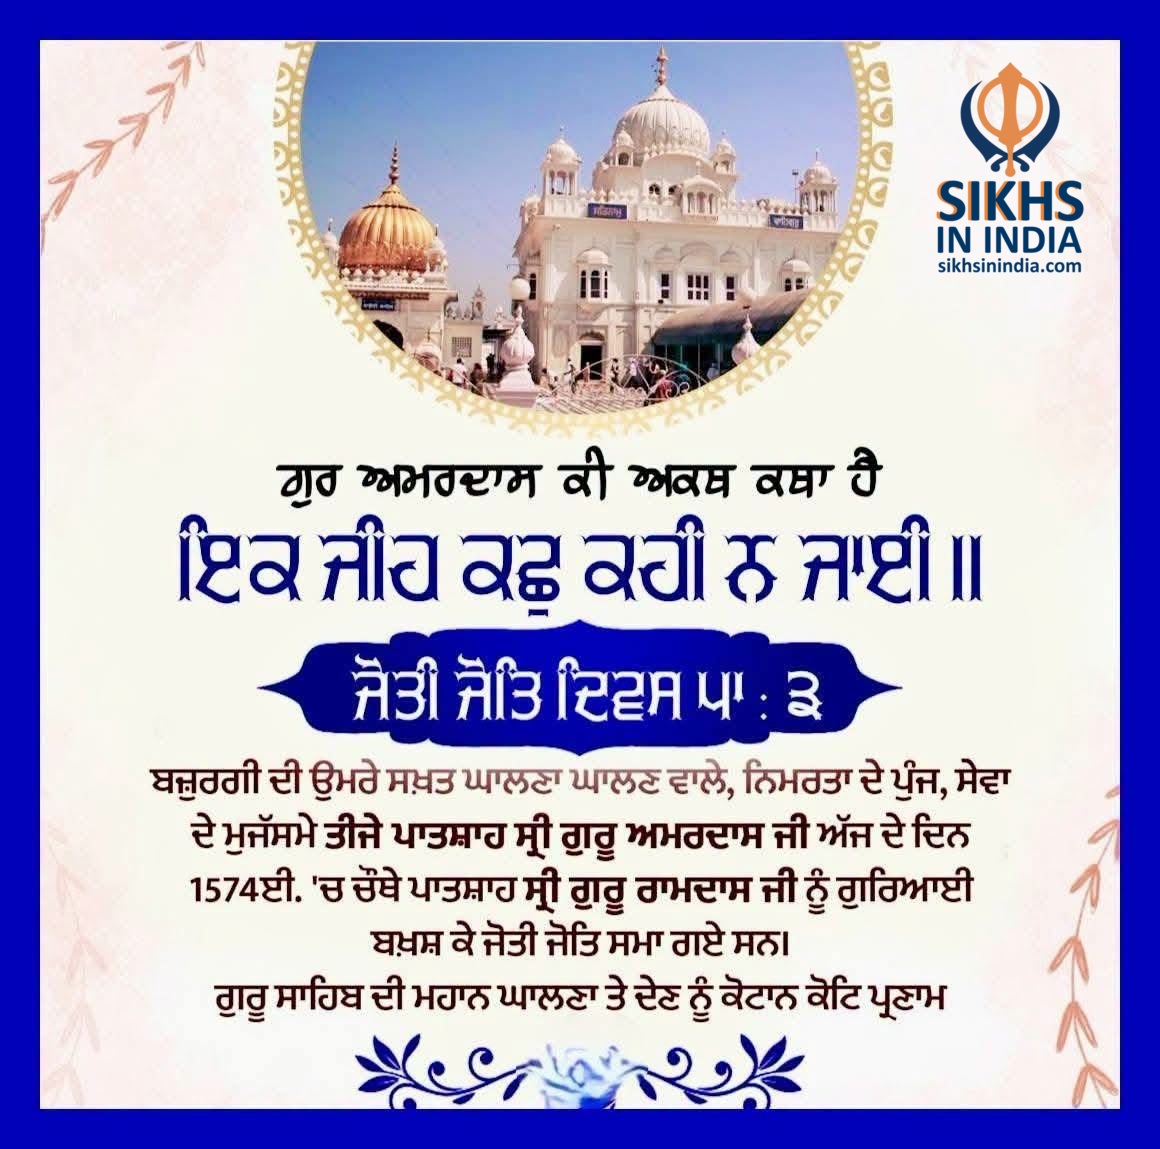 SIKHS
IN INDIA
sikhsinindia.com
ਸਤਿਨਾਮੁ
ਵਾਹਿਗੁਰੂ
ਗੁਰ ਅਮਰਦਾਸ ਕੀ ਅਕਥ ਕਥਾ ਹੈ
ਇਕ ਜੀਹ ਕਛੁ ਕਹੀ ਨ ਜਾਈ॥
ਜੋਤੀ ਜੋਤਿ ਦਿਵਸ ਪਾ : ੩
ਬਜ਼ੁਰਗੀ ਦੀ ਉਮਰੇ ਸਖ਼ਤ ਘਾਲਣਾ ਘਾਲਣ ਵਾਲੇ, ਨਿਮਰਤਾ ਦੇ ਪੁੰਜ, ਸੇਵਾ
ਦੇ ਮੁਜੱਸਮੇ ਤੀਜੇ ਪਾਤਸ਼ਾਹ ਸ੍ਰੀ ਗੁਰੂ ਅਮਰਦਾਸ ਜੀ ਅੱਜ ਦੇ ਦਿਨ
1574ਈ. 'ਚ ਚੌਥੇ ਪਾਤਸ਼ਾਹ ਸ੍ਰੀ ਗੁਰੂ ਰਾਮਦਾਸ ਜੀ ਨੂੰ ਗੁਰਿਆਈ
ਬਖ਼ਸ਼ ਕੇ ਜੋਤੀ ਜੋਤਿ ਸਮਾ ਗਏ ਸਨ।
ਗੁਰੂ ਸਾਹਿਬ ਦੀ ਮਹਾਨ ਘਾਲਣਾ ਤੇ ਦੇਣ ਨੂੰ ਕੋਟਾਨ ਕੋਟਿ ਪ੍ਰਣਾਮ